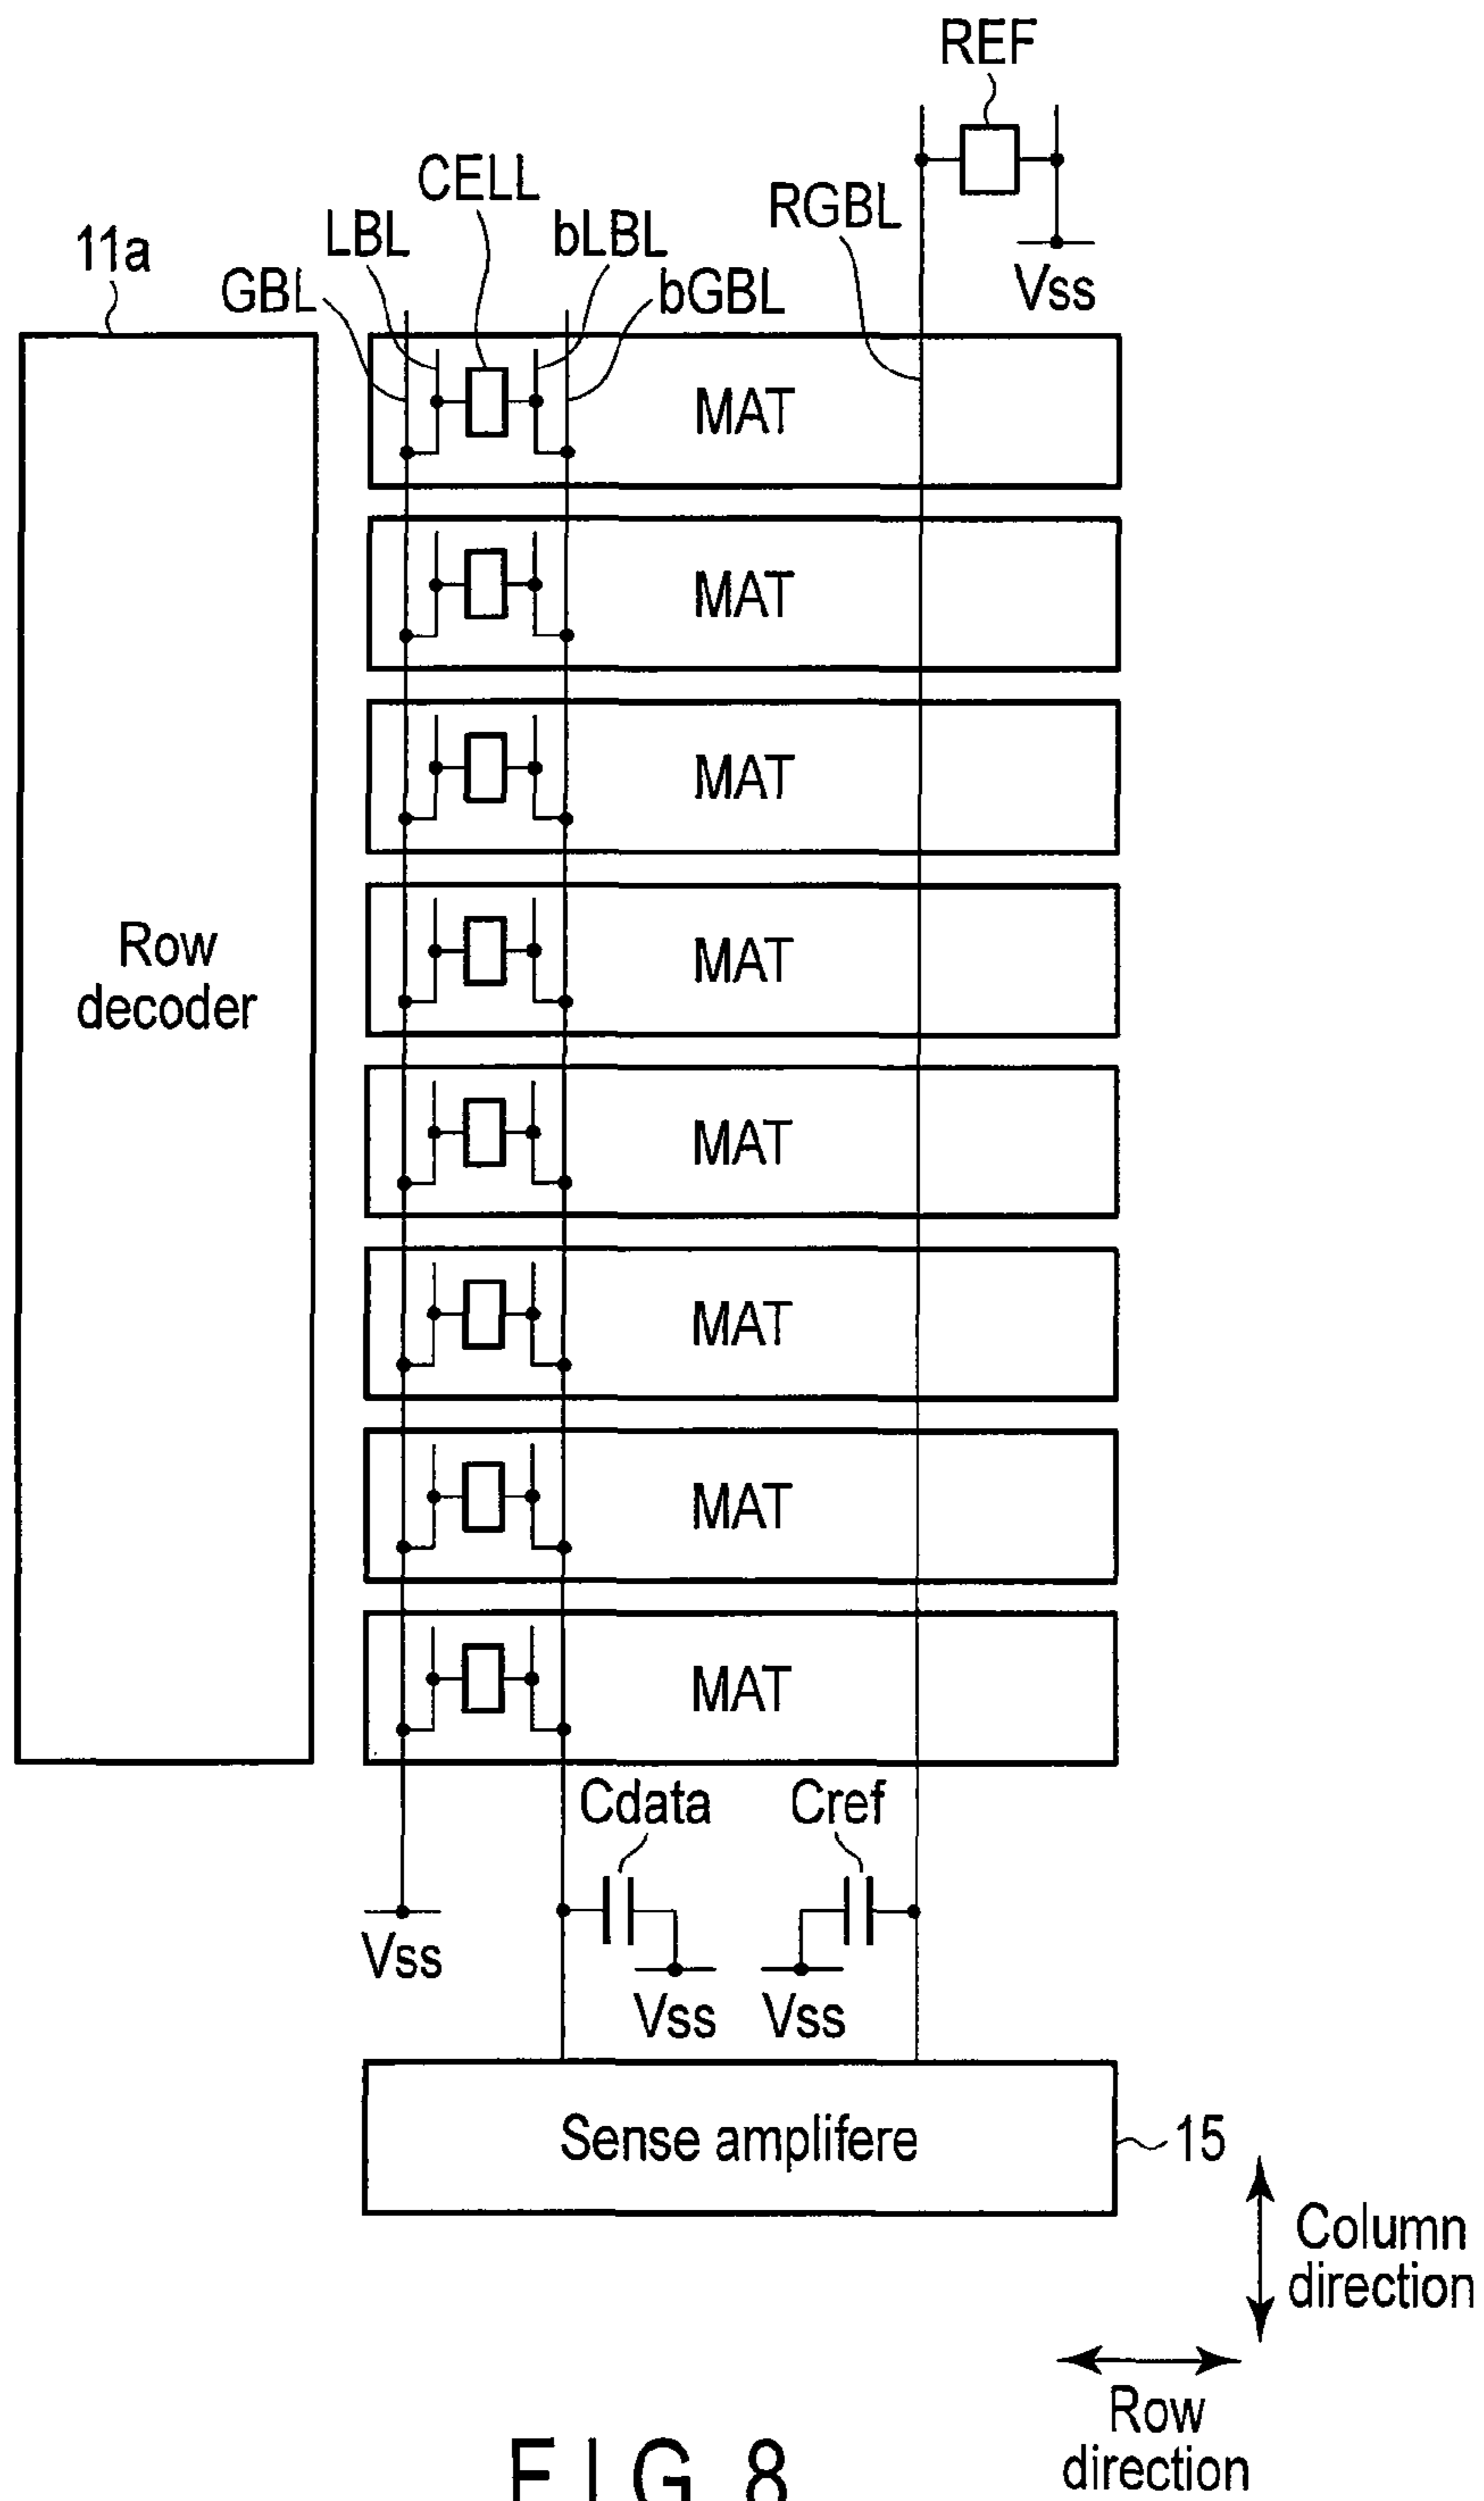 REF
CELL
RGBL
LBL
bLBL
11a
GBL
bGBL
Vss
MAT
MAT
MAT
MAT
Row
decoder
MAT
MAT
MAT
MAT
Cdata
Cref
Vss
Vss
Vss
Sense amplifere
15
Column
direction
Row
direction
FIG. 8